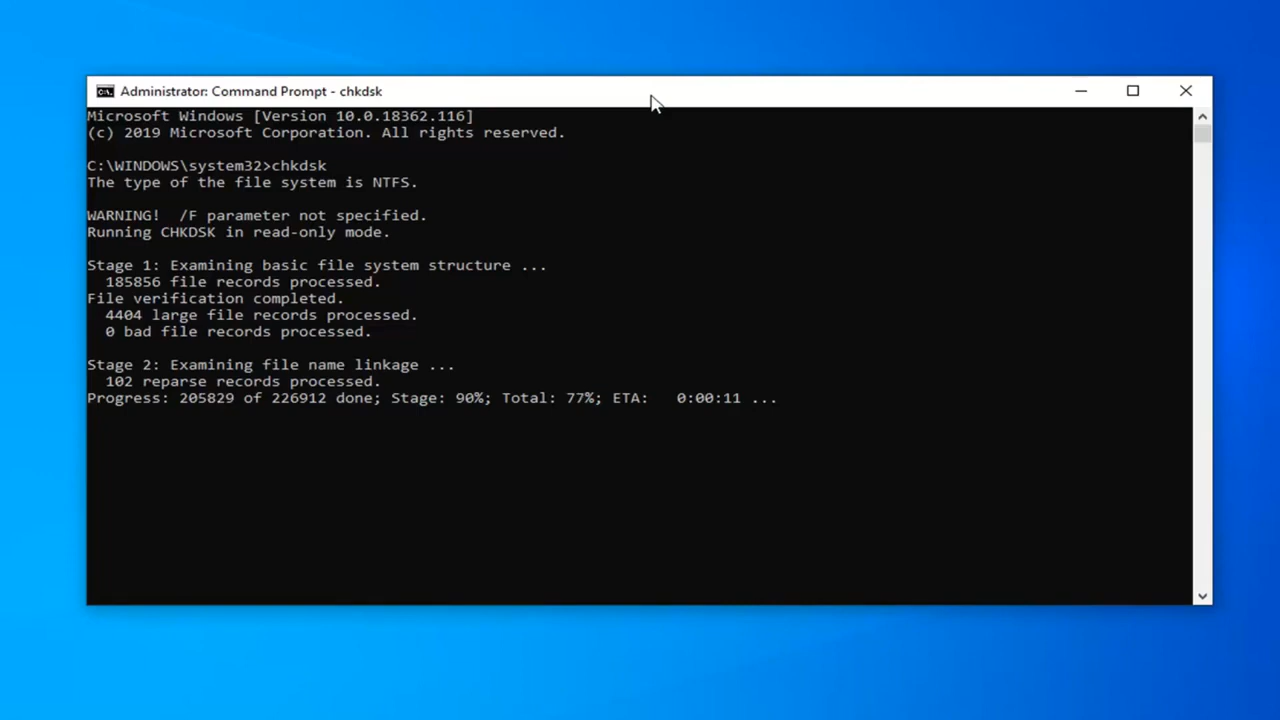 Administrator: Command Prompt - chkdsk
Microsoft Windows [Version 10.0.18362.116]
(c) 2019 Microsoft Corporation. All rights reserved.
C:\WINDOWS\system32>chkdsk
The type of the file system is NTFS.
WARNING!  /F parameter not specified.
Running CHKDSK in read-only mode.
Stage 1: Examining basic file system structure ...
  185856 file records processed.
File verification completed.
  4404 large file records processed.
  0 bad file records processed.
Stage 2: Examining file name linkage ...
  102 reparse records processed.
Progress: 205829 of 226912 done; Stage: 90%; Total: 77%; ETA:   0:00:11 ...